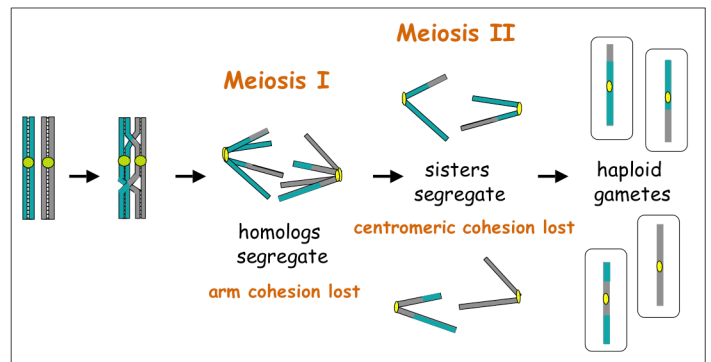 Meiosis I
Meiosis II
homologs
segregate
arm cohesion lost
sisters
segregate
centromeric cohesion lost
haploid
gametes